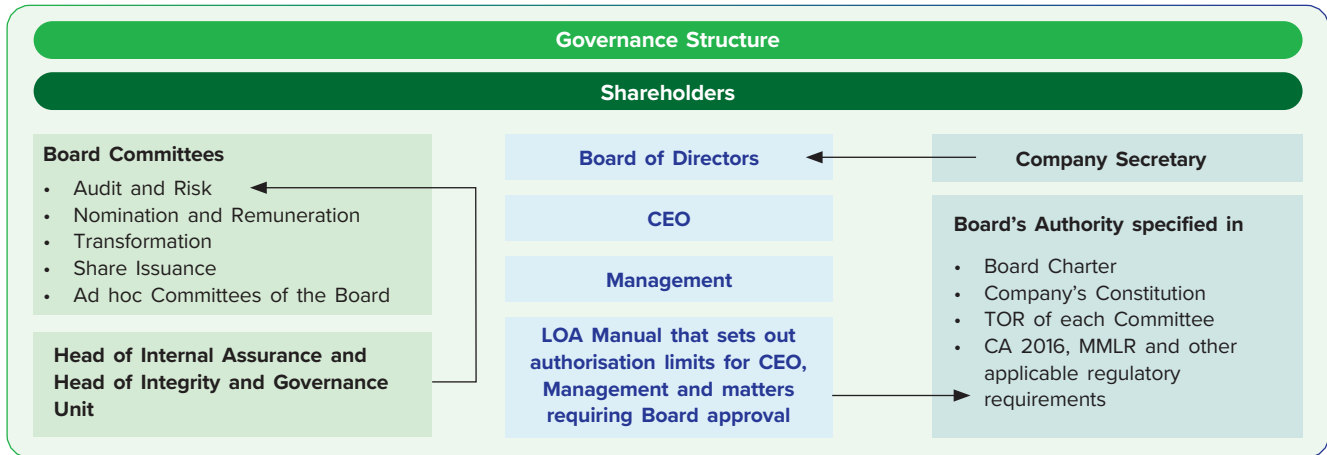 Governance Structure
Shareholders
Board Committees
• Audit and Risk
• Nomination and Remuneration
• Transformation
• Share Issuance
• Ad hoc Committees of the Board
Head of Internal Assurance and
Head of Integrity and Governance
Unit
Board of Directors
CEO
Management
LOA Manual that sets out
authorisation limits for CEO,
Management and matters
requiring Board approval
Company Secretary
Board’s Authority specified in
• Board Charter
• Company’s Constitution
• TOR of each Committee
• CA 2016, MMLR and other
applicable regulatory
requirements